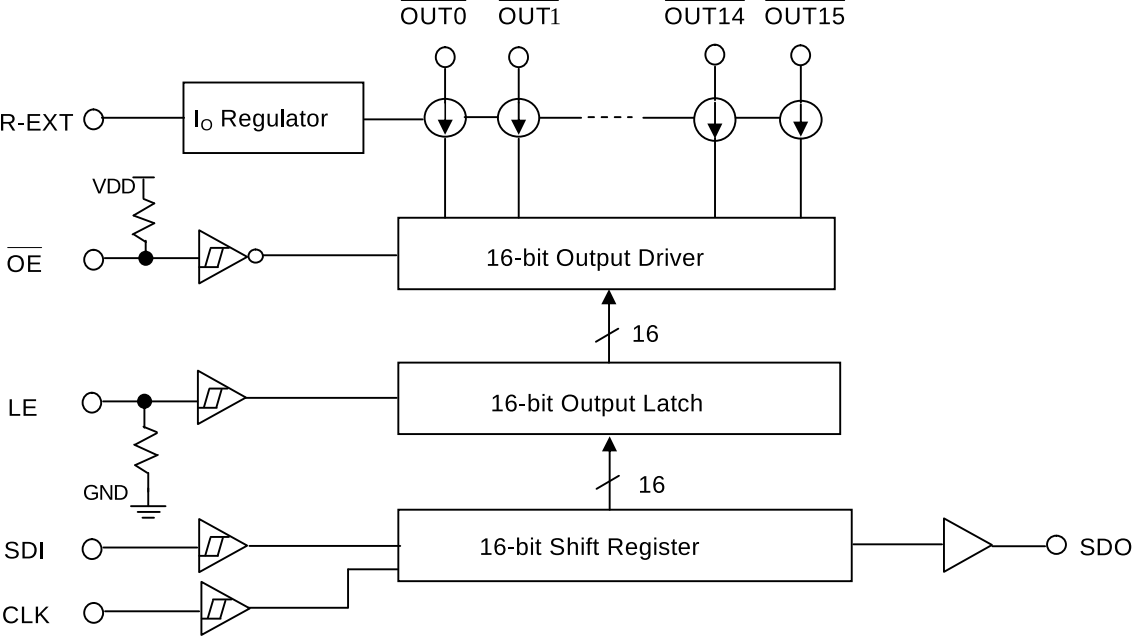 OUT0 OUT1 OUT14 OUT15
R-EXT
IO Regulator
VDD
OE
16-bit Output Driver
16
LE
16-bit Output Latch
GND
16
SDI
16-bit Shift Register
SDO
CLK